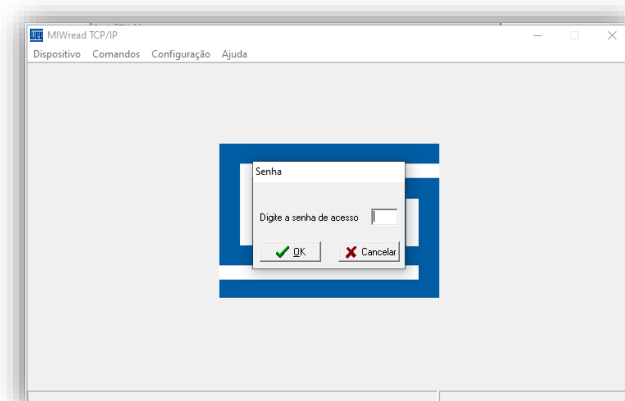 MIWread TCP/IP
Dispositivo Comandos Configuração Ajuda
Senha
Digite a senha de acesso
OK Cancelar